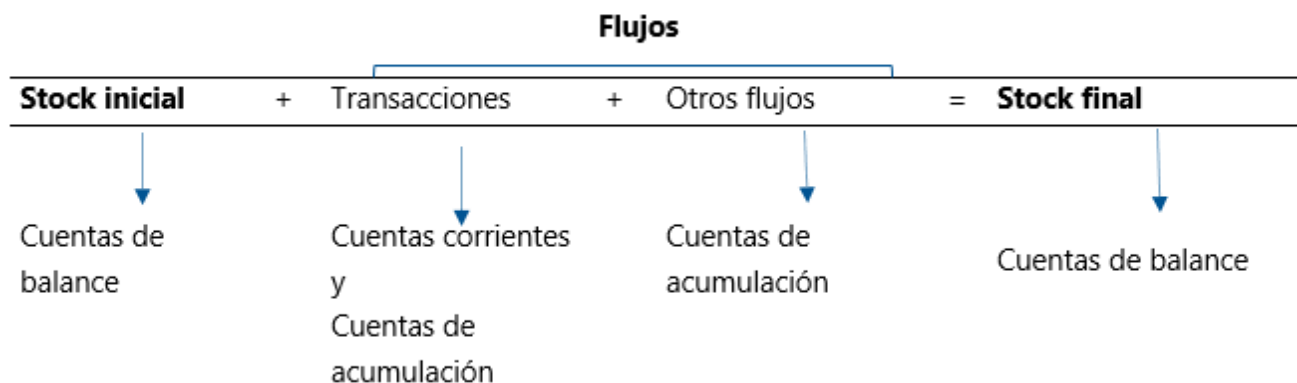 Flujos
Stock inicial + Transacciones + Otros flujos = Stock final
Cuentas de balance
Cuentas corrientes
y
Cuentas de
acumulación
Cuentas de
acumulación
Cuentas de balance